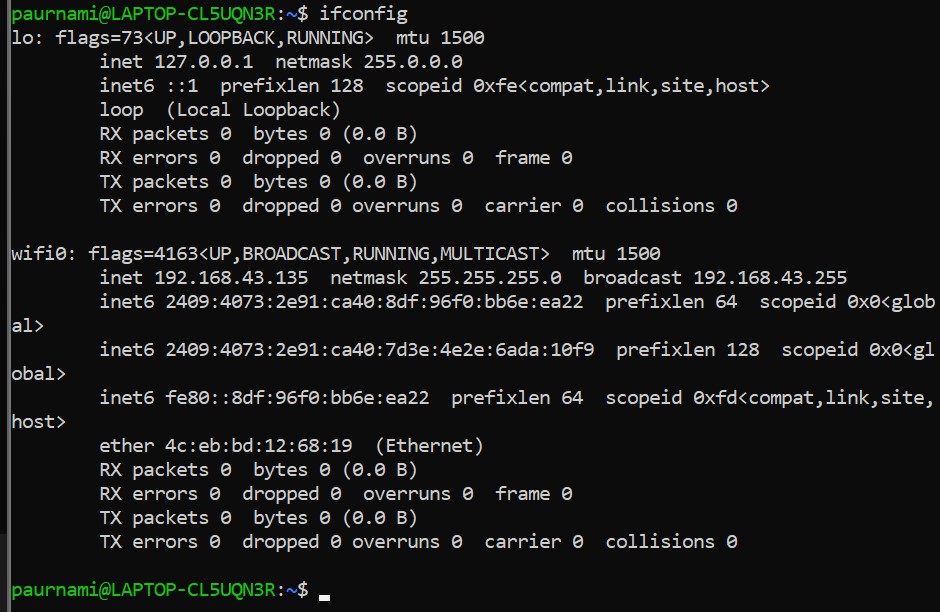 paurnami@LAPTOP-CL5UQN3R:~$ ifconfig
lo: flags=73<UP,LOOPBACK,RUNNING>  mtu 1500
        inet 127.0.0.1  netmask 255.0.0.0
        inet6 ::1  prefixlen 128  scopeid 0xfe<compat,link,site,host>
        loop  (Local Loopback)
        RX packets 0  bytes 0 (0.0 B)
        RX errors 0  dropped 0  overruns 0  frame 0
        TX packets 0  bytes 0 (0.0 B)
        TX errors 0  dropped 0 overruns 0  carrier 0  collisions 0

wifi0: flags=4163<UP,BROADCAST,RUNNING,MULTICAST>  mtu 1500
        inet 192.168.43.135  netmask 255.255.255.0  broadcast 192.168.43.255
        inet6 2409:4073:2e91:ca40:8df:96f0:bb6e:ea22  prefixlen 64  scopeid 0x0<glob
al>
        inet6 2409:4073:2e91:ca40:7d3e:4e2e:6ada:10f9  prefixlen 128  scopeid 0x0<gl
obal>
        inet6 fe80::8df:96f0:bb6e:ea22  prefixlen 64  scopeid 0xfd<compat,link,site,
host>
        ether 4c:eb:bd:12:68:19  (Ethernet)
        RX packets 0  bytes 0 (0.0 B)
        RX errors 0  dropped 0  overruns 0  frame 0
        TX packets 0  bytes 0 (0.0 B)
        TX errors 0  dropped 0 overruns 0  carrier 0  collisions 0

paurnami@LAPTOP-CL5UQN3R:~$